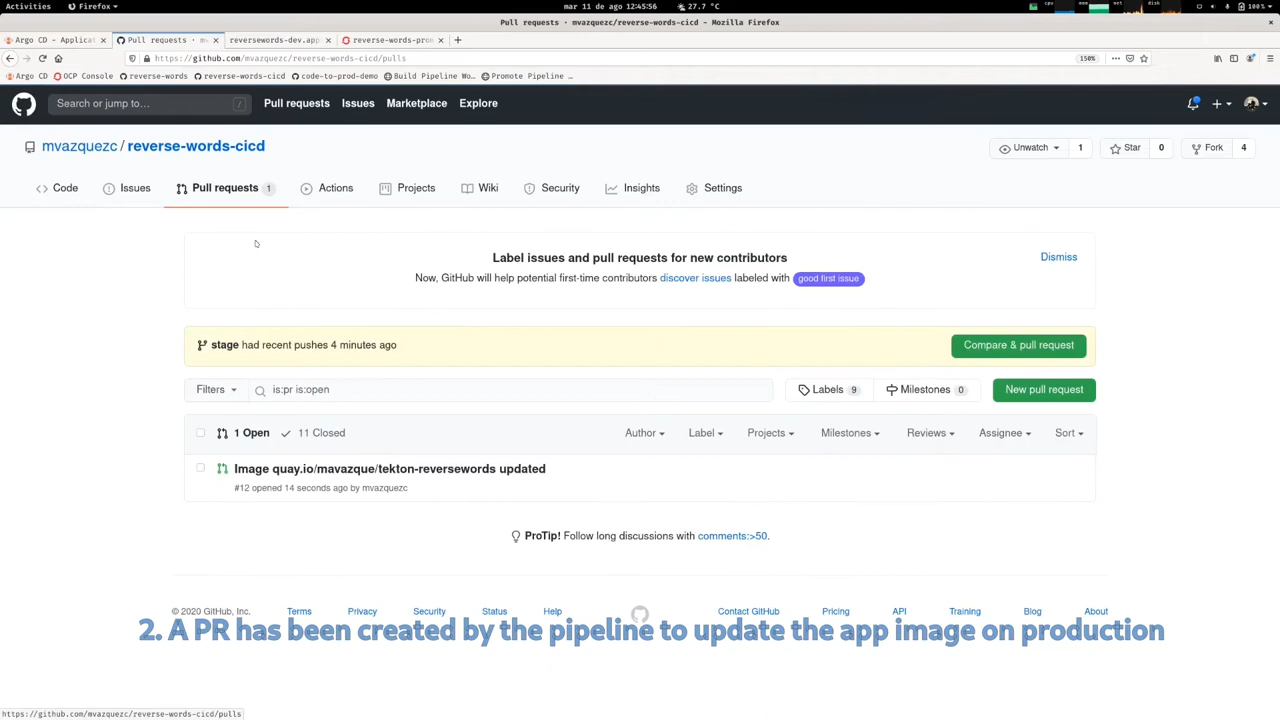 Activities Firefox mar 11 de ago 12:45:56 27.7 °C cpu mem net disk 100%
Pull requests · mvazquezc/reverse-words-cicd - Mozilla Firefox
Argo CD - Applicat Pull requests · mv reversewords-dev.app reverse-words-pro
https://github.com/mvazquezc/reverse-words-cicd/pulls 150%
Argo CD OCP Console reverse-words reverse-words-cicd code-to-prod-demo Build Pipeline Wo... Promote Pipeline ...
Search or jump to... / Pull requests Issues Marketplace Explore
mvazquezc / reverse-words-cicd Unwatch 1 Star 0 Fork 4
Code Issues Pull requests 1 Actions Projects Wiki Security Insights Settings
Label issues and pull requests for new contributors Dismiss
Now, GitHub will help potential first-time contributors discover issues labeled with good first issue
stage had recent pushes 4 minutes ago Compare & pull request
Filters is:pr is:open Labels 9 Milestones 0 New pull request
1 Open 11 Closed Author Label Projects Milestones Reviews Assignee Sort
Image quay.io/mavazque/tekton-reversewords updated
#12 opened 14 seconds ago by mvazquezc
ProTip! Follow long discussions with comments:>50.
© 2020 GitHub, Inc. Terms Privacy Security Status Help Contact GitHub Pricing API Training Blog About
2. A PR has been created by the pipeline to update the app image on production
https://github.com/mvazquezc/reverse-words-cicd/pulls